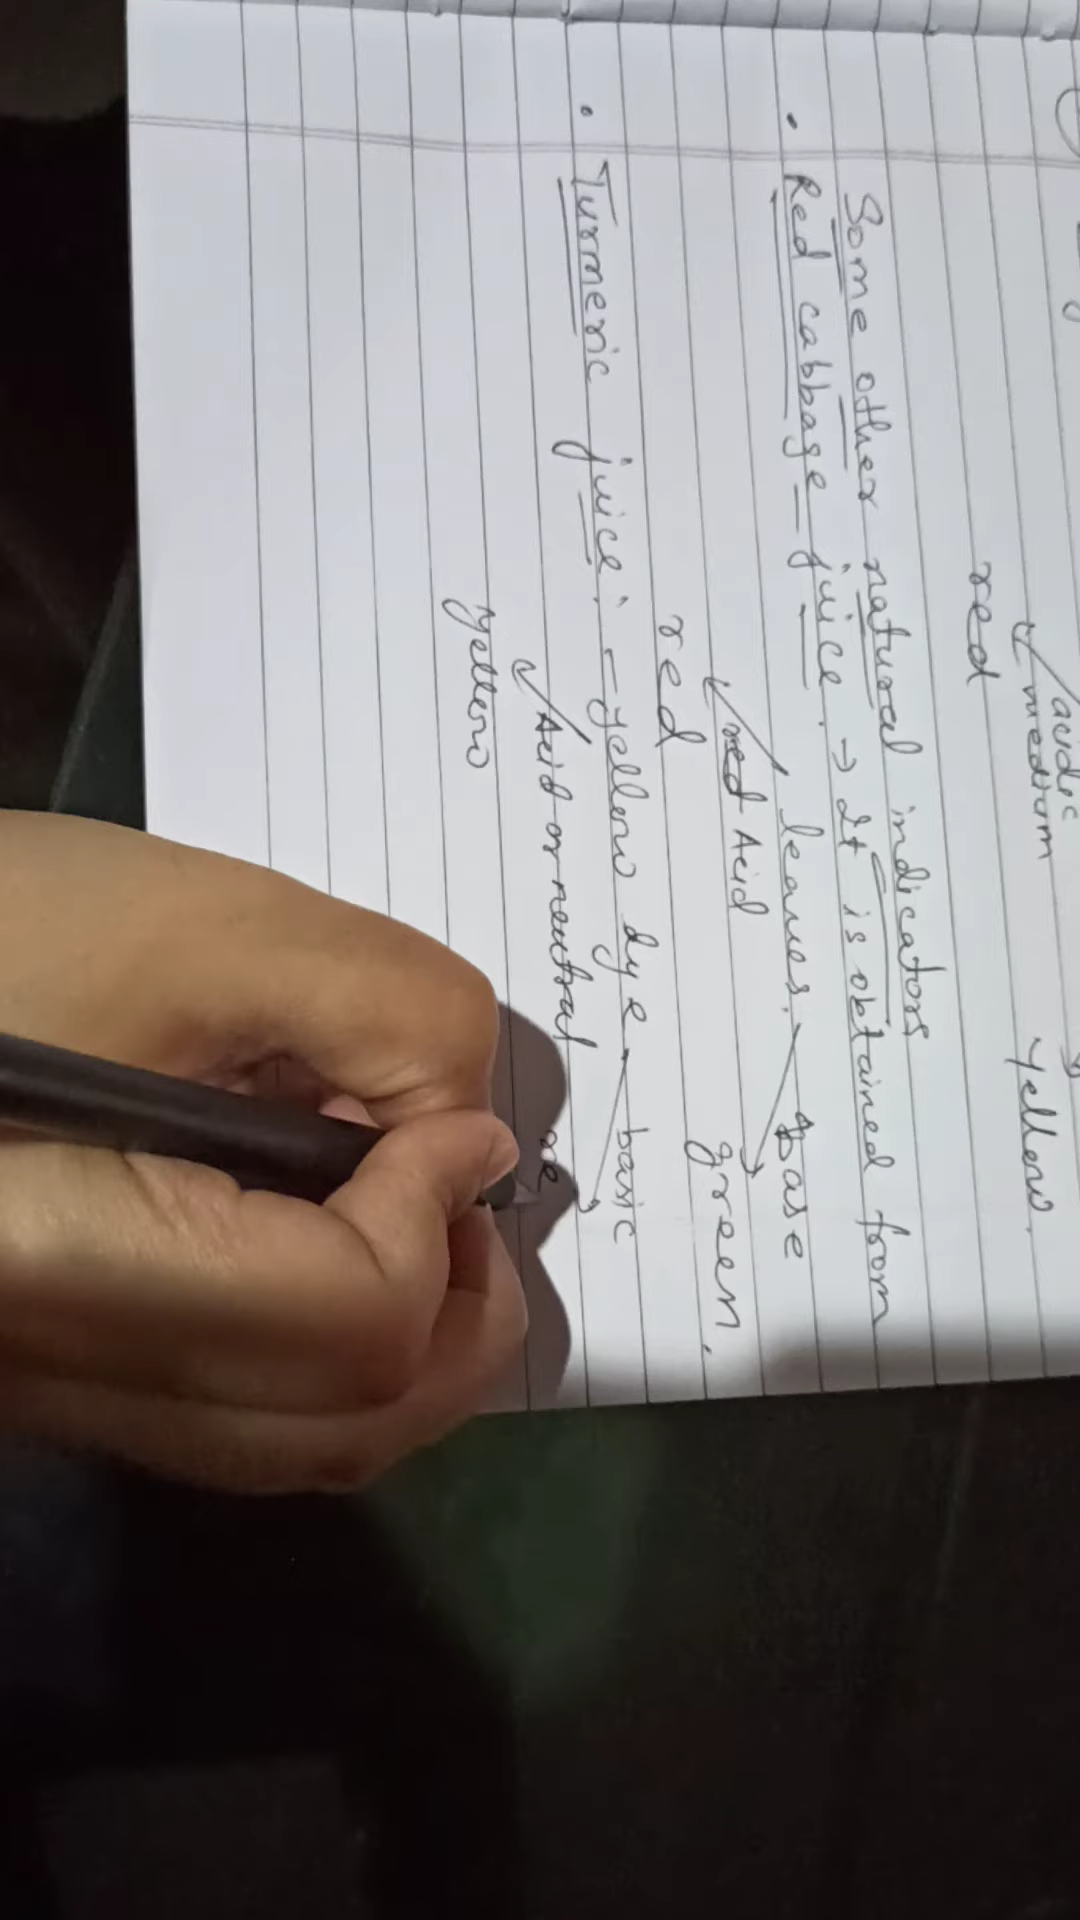 acidic
medium
red
yellow.
Some other natural indicators
• Red cabbage juice. → It is obtained from
leaves. base
Acid
red
green.
• Turmeric juice :- yellow dye basic
Acid or neutral
yellow